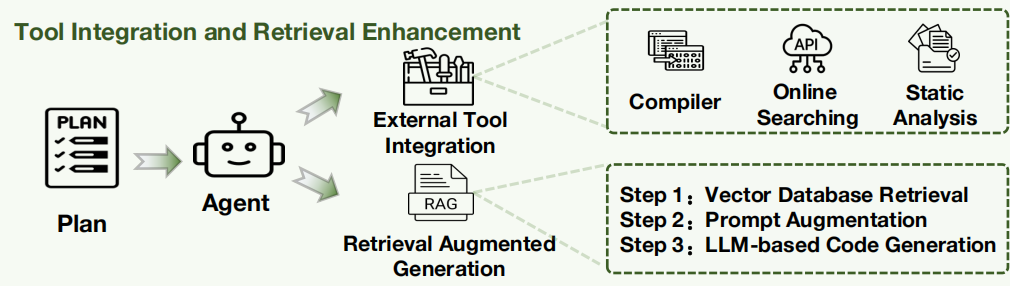 Tool Integration and Retrieval Enhancement
PLAN
Plan
Agent
External Tool
Integration
RAG
Retrieval Augmented
Generation
Compiler
API
Online
Searching
Static
Analysis
Step 1：Vector Database Retrieval
Step 2：Prompt Augmentation
Step 3：LLM-based Code Generation